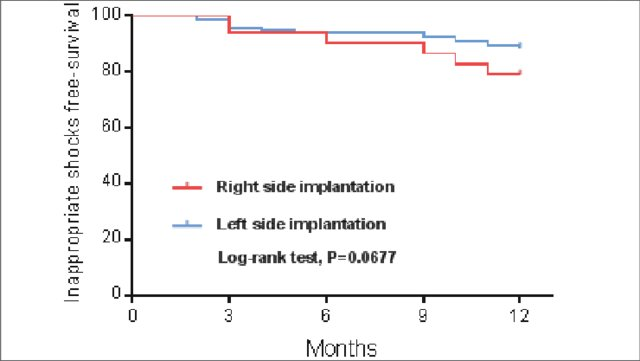 Inappropriate shocks free-survival
100
80
60
40
20
0
Right side implantation
Left side implantation
Log-rank test, P=0.0677
0 3 6 9 12
Months